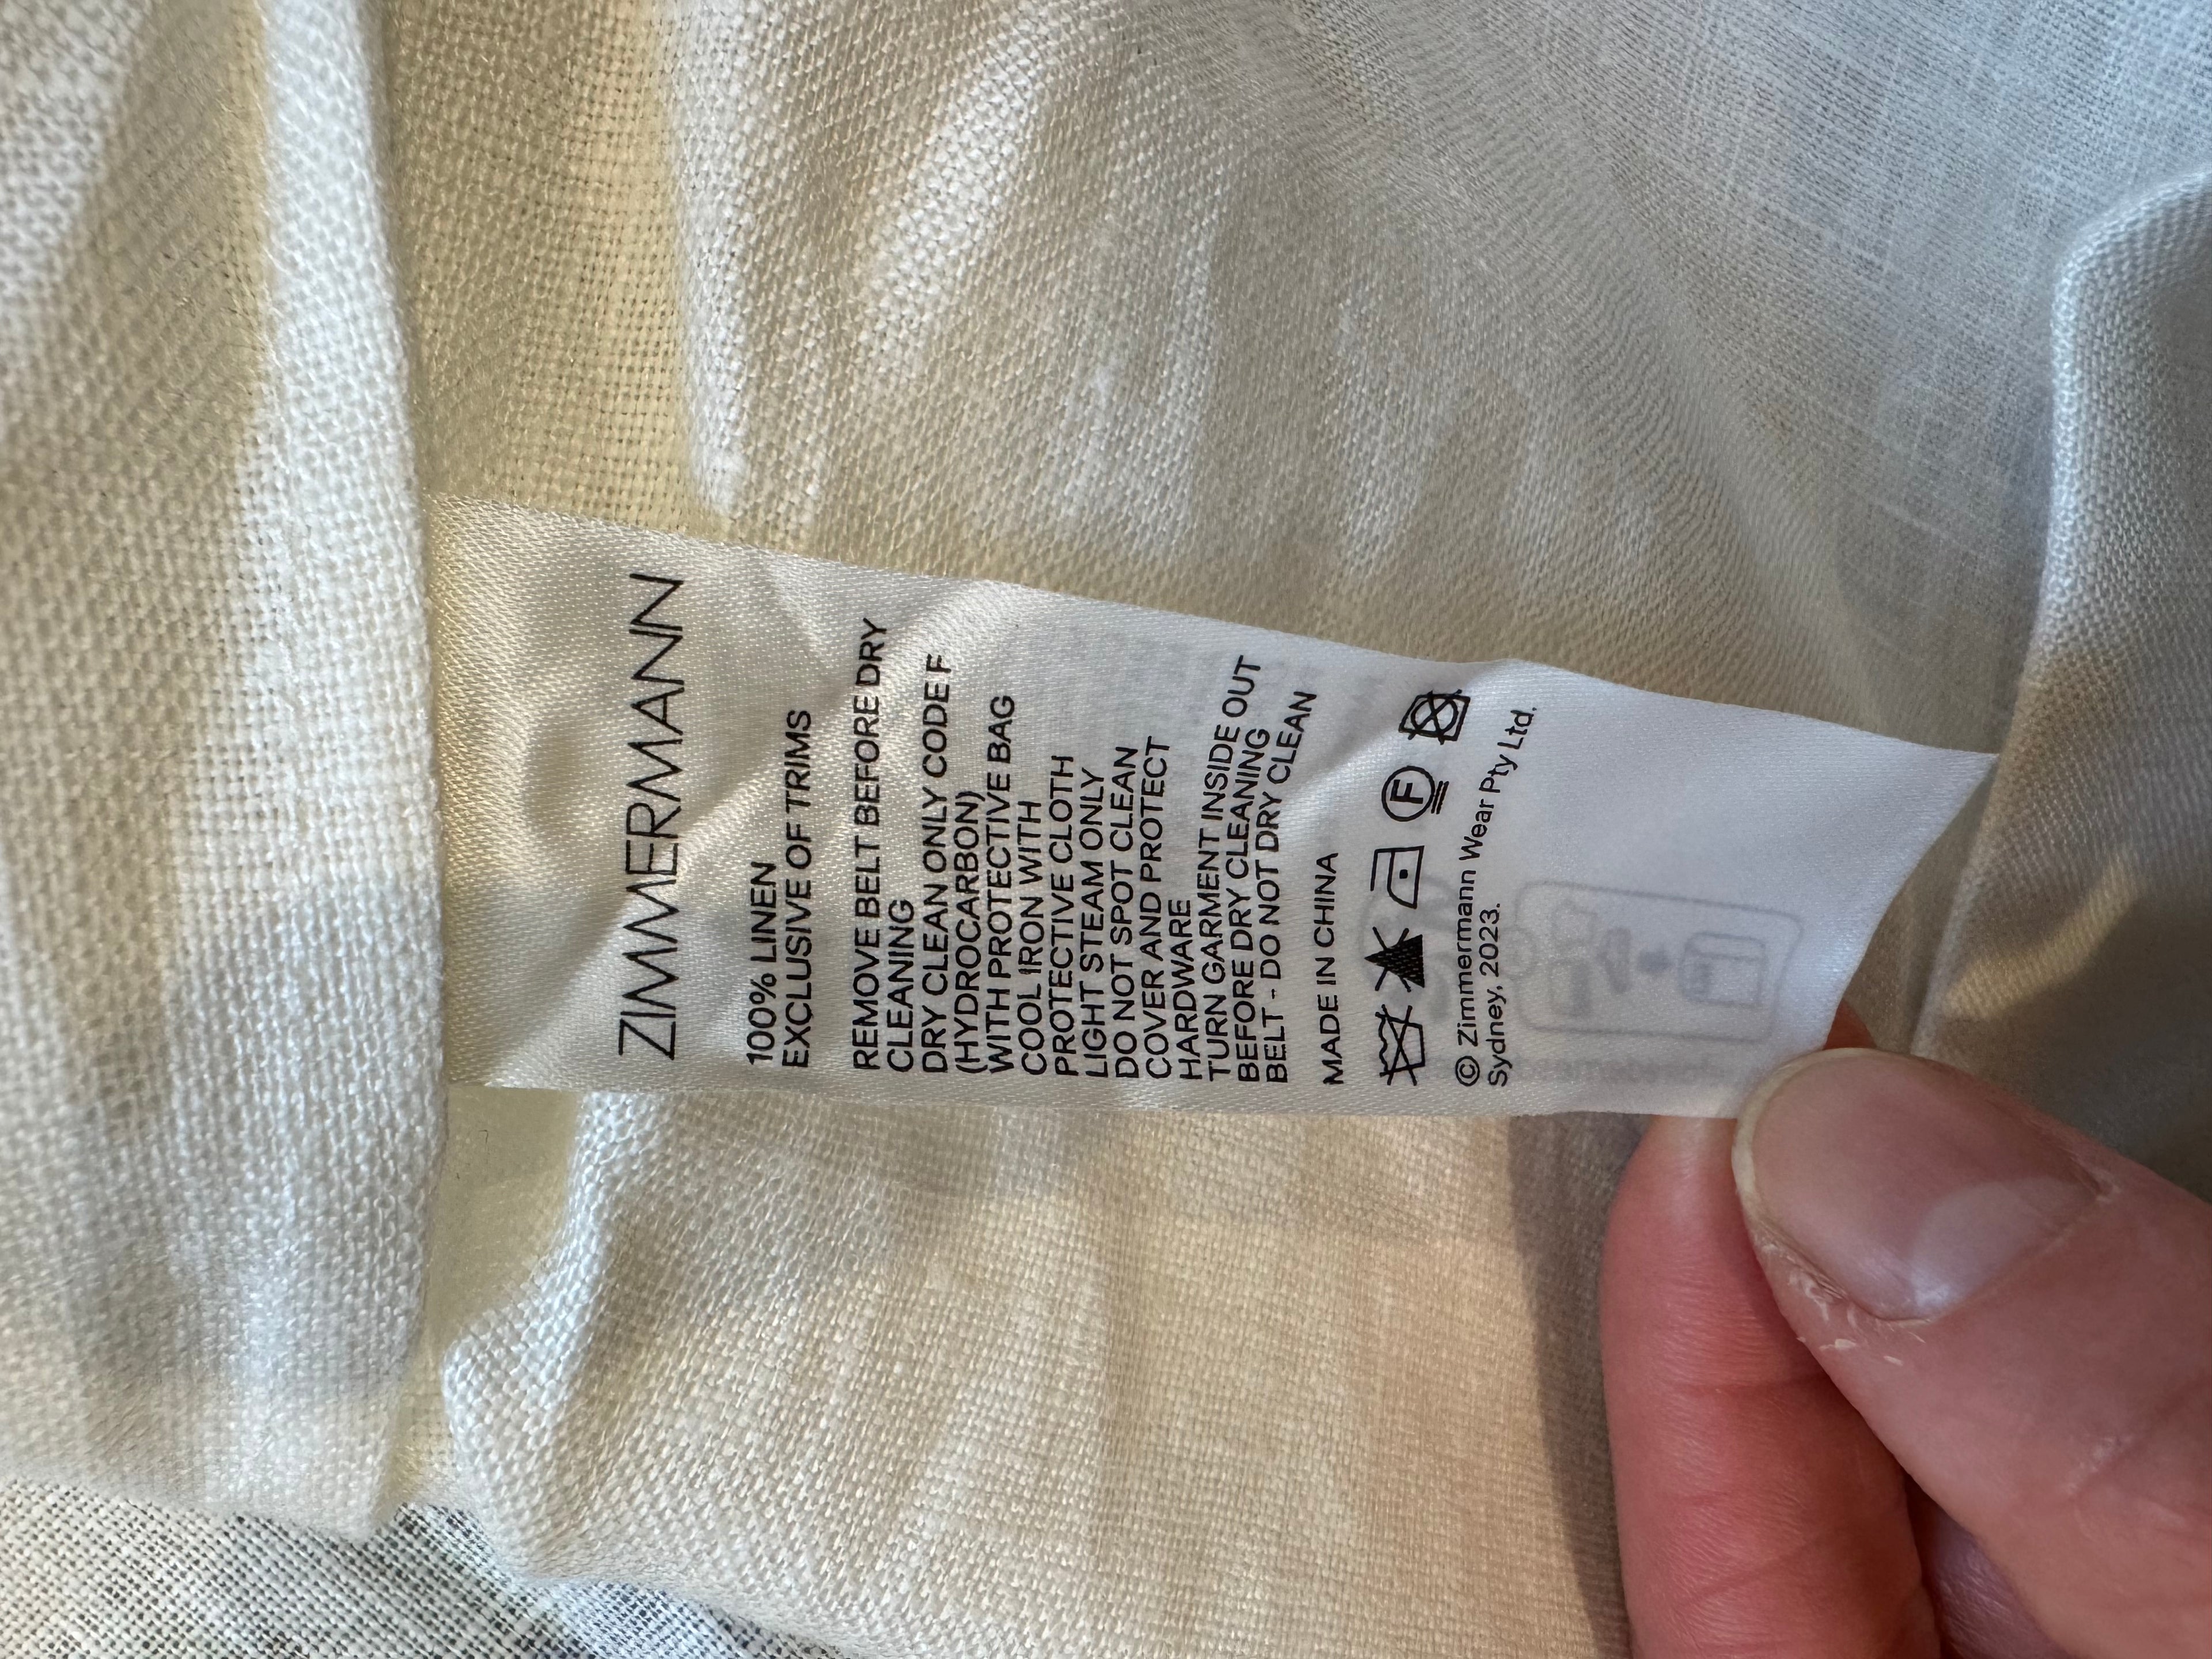 ZIMMERMANN
100% LINEN
EXCLUSIVE OF TRIMS
REMOVE BELT BEFORE DRY
CLEANING
DRY CLEAN ONLY CODE F
(HYDROCARBON)
WITH PROTECTIVE BAG
COOL IRON WITH
PROTECTIVE CLOTH
LIGHT STEAM ONLY
DO NOT SPOT CLEAN
COVER AND PROTECT
HARDWARE
TURN GARMENT INSIDE OUT
BEFORE DRY CLEANING
BELT - DO NOT DRY CLEAN
MADE IN CHINA
F
© Zimmermann Wear Pty Ltd.
Sydney, 2023.